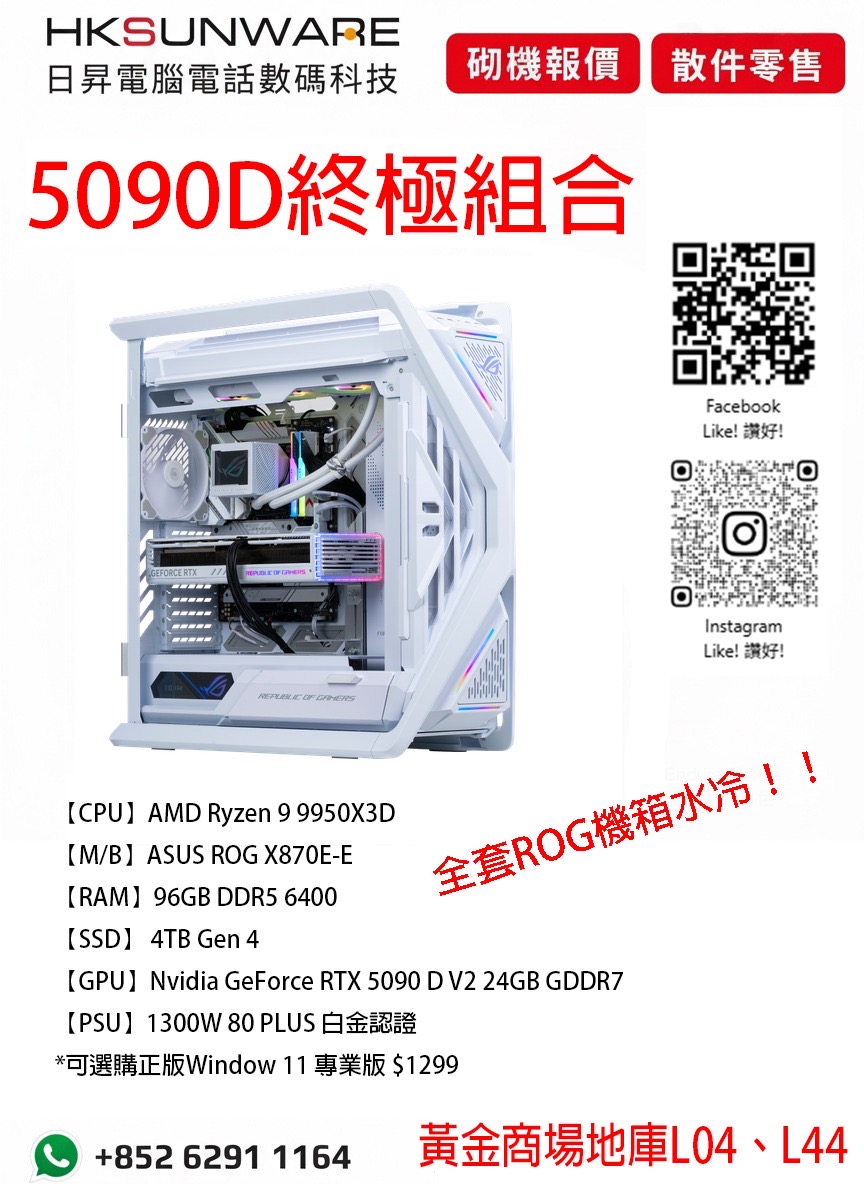 HKSUNWARE
日昇電腦電話數碼科技
砌機報價
散件零售
5090D終極組合
Facebook
Like! 讚好!
Instagram
Like! 讚好!
GEFORCE RTX
REPUBLIC OF GAMERS
REPUBLIC OF GAMERS
全套ROG機箱水冷！！
【CPU】AMD Ryzen 9 9950X3D
【M/B】ASUS ROG X870E-E
【RAM】96GB DDR5 6400
【SSD】 4TB Gen 4
【GPU】Nvidia GeForce RTX 5090 D V2 24GB GDDR7
【PSU】1300W 80 PLUS 白金認證
*可選購正版Window 11 專業版 $1299
+852 6291 1164
黃金商場地庫L04、L44